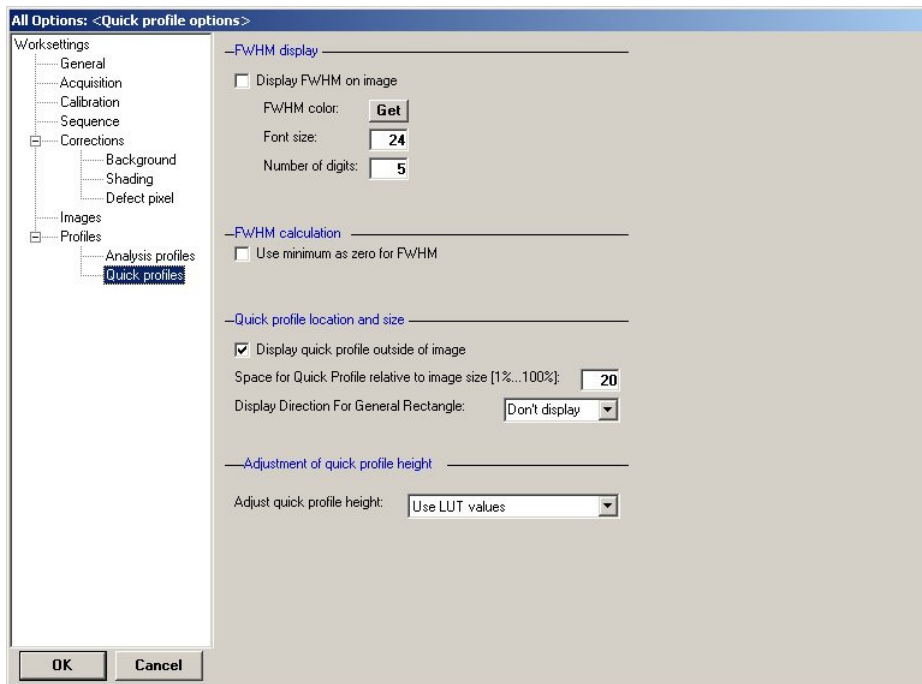 All Options: <Quick profile options>
Worksettings
General
Acquisition
Calibration
Sequence
Corrections
Background
Shading
Defect pixel
Images
Profiles
Analysis profiles
Quick profiles
FWHM display
Display FWHM on image
FWHM color: Get
Font size: 24
Number of digits: 5
FWHM calculation
Use minimum as zero for FWHM
Quick profile location and size
Display quick profile outside of image
Space for Quick Profile relative to image size [1%...100%]: 20
Display Direction For General Rectangle: Don't display
Adjustment of quick profile height
Adjust quick profile height: Use LUT values
OK Cancel